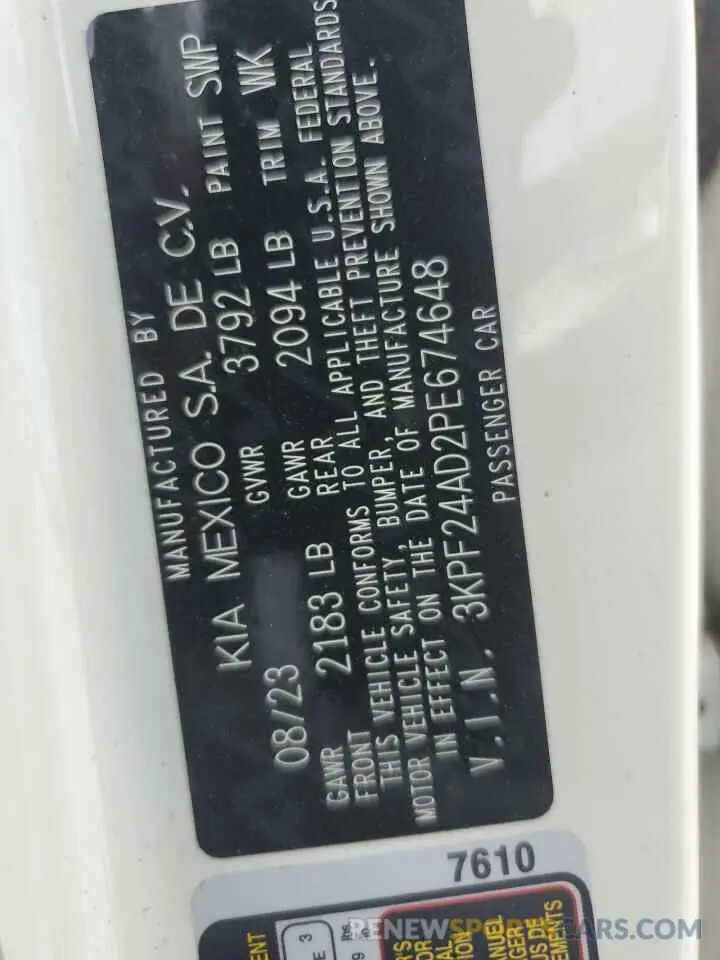 MANUFACTURED BY
KIA MEXICO S.A. DE C.V.
08/23 GVWR 3792 LB PAINT SWP
GAWR FRONT 2183 LB GAWR REAR 2094 LB TRIM WK
THIS VEHICLE CONFORMS TO ALL APPLICABLE U.S.A. FEDERAL
MOTOR VEHICLE SAFETY, BUMPER, AND THEFT PREVENTION STANDARDS
IN EFFECT ON THE DATE OF MANUFACTURE SHOWN ABOVE.
V.I.N. 3KPF24AD2PE674648
PASSENGER CAR
7610
RENEWSPORTSCARS.COM